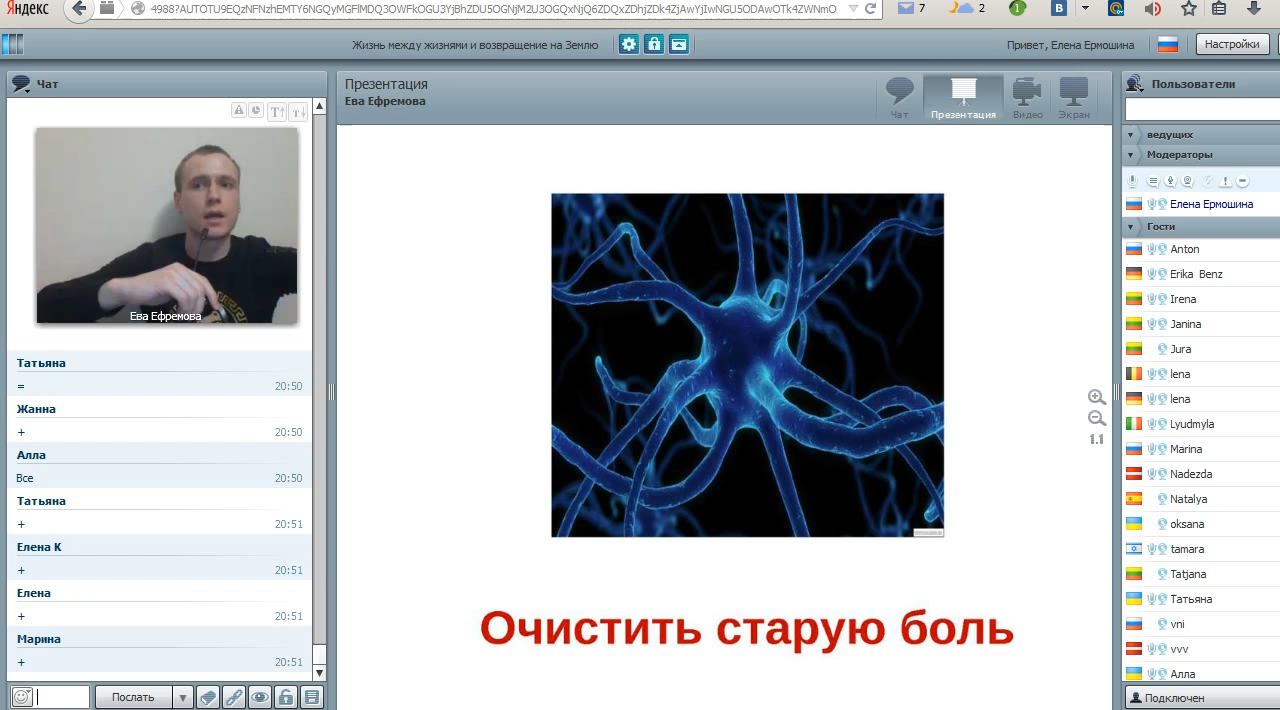 Яндекс
7
2
1
B
Жизнь между жизнями и возвращение на Землю
Привет, Елена Ермошина
Настройки
Чат
Ева Ефремова
Татьяна
=
20:50
Жанна
+
20:50
Алла
Все
20:50
Татьяна
+
20:51
Елена К
+
20:51
Елена
+
20:51
Марина
+
20:51
Послать
Презентация
Ева Ефремова
Чат
Презентация
Видео
Экран
1.1
Очистить старую боль
Пользователи
ведущих
Модераторы
Елена Ермошина
Гости
Anton
Erika Benz
Irena
Janina
Jura
lena
lena
Lyudmyla
Marina
Nadezda
Natalya
oksana
tamara
Tatjana
Татьяна
vni
vvv
Алла
Подключен